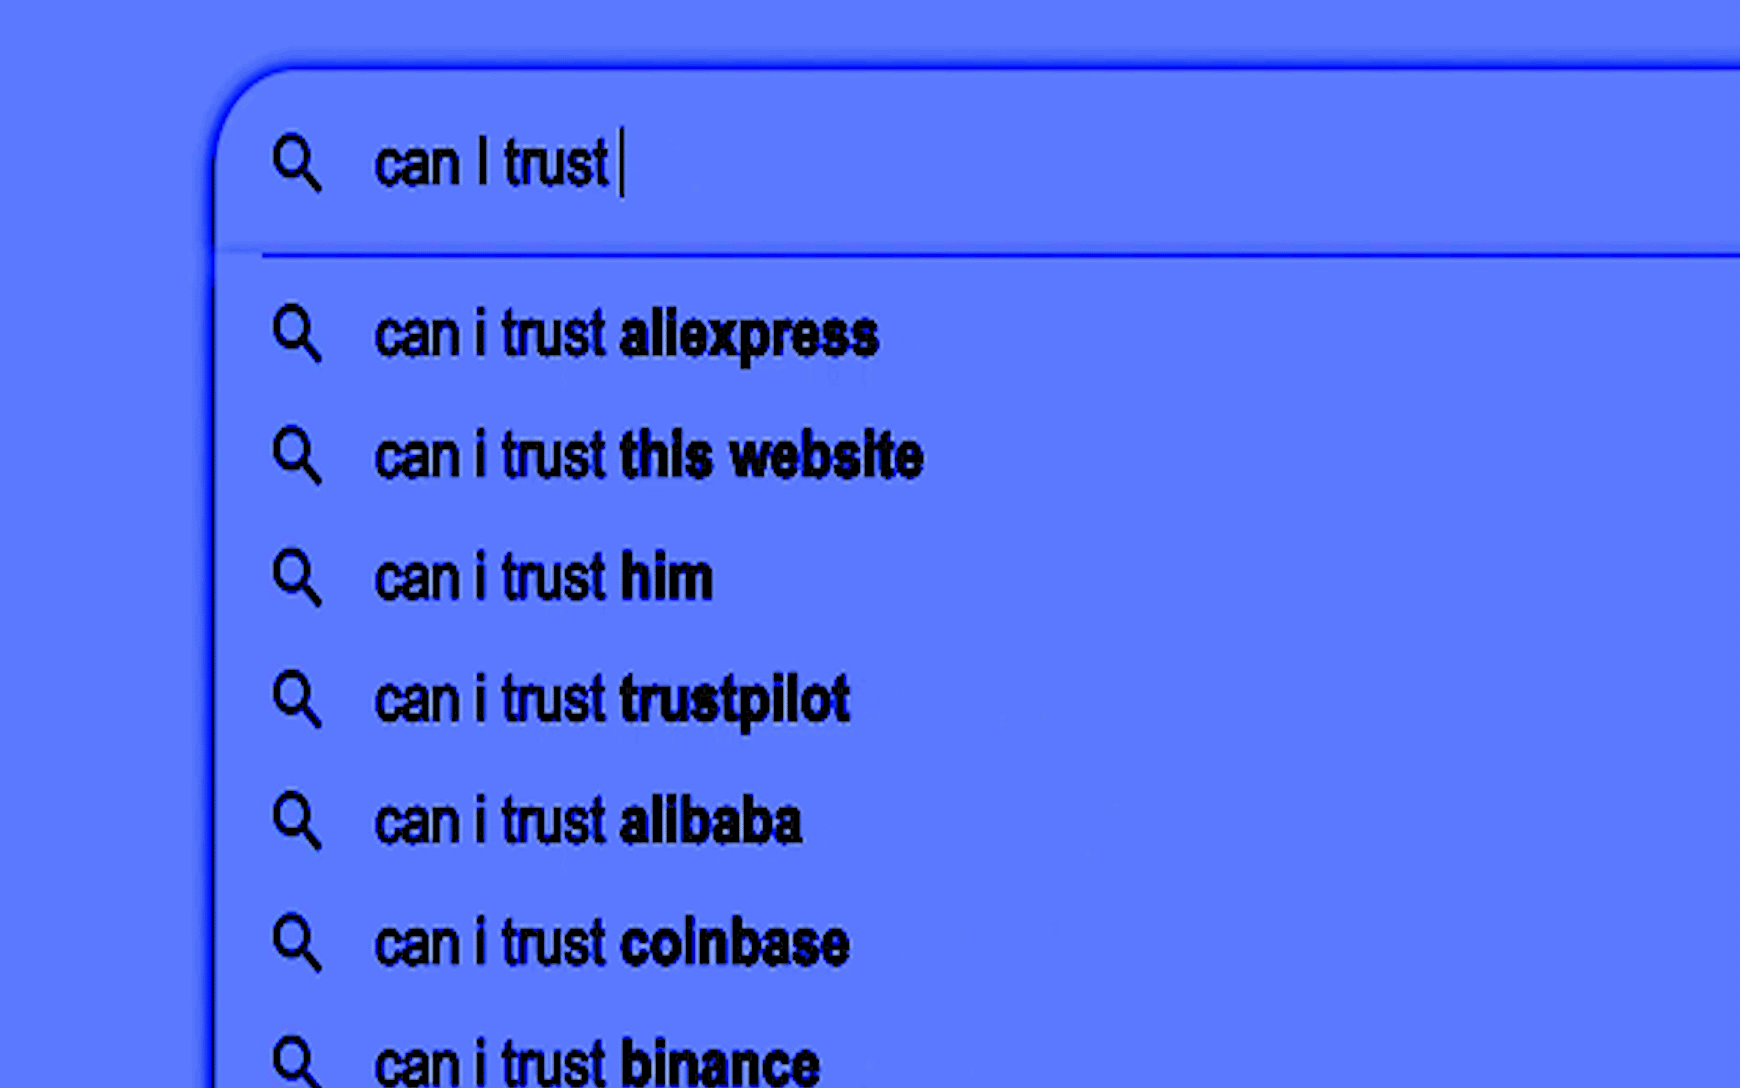 can I trust
can i trust aliexpress
can i trust this website
can i trust him
can i trust trustpilot
can i trust alibaba
can i trust coinbase
can i trust binance